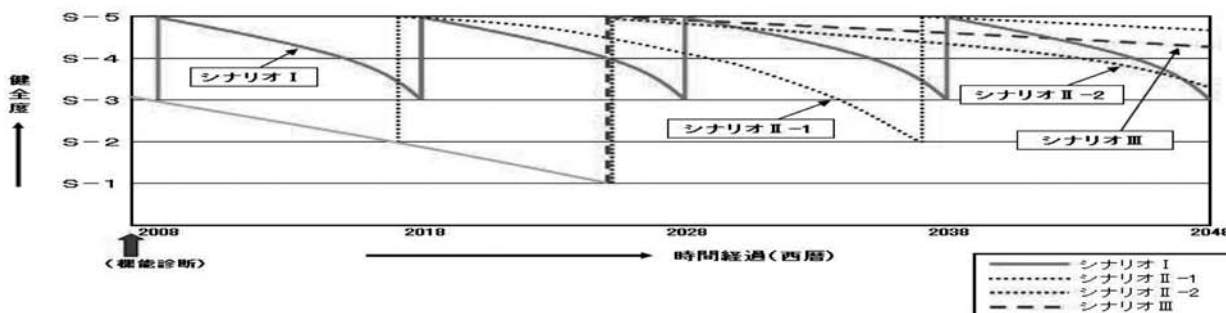 S-5
S-4
S-3
S-2
S-1
健全度
シナリオⅠ
シナリオⅡ-1
シナリオⅡ-2
シナリオⅢ
2008
2018
2028
2038
2048
(機能診断)
時間経過(西暦)
シナリオⅠ
シナリオⅡ-1
シナリオⅡ-2
シナリオⅢ